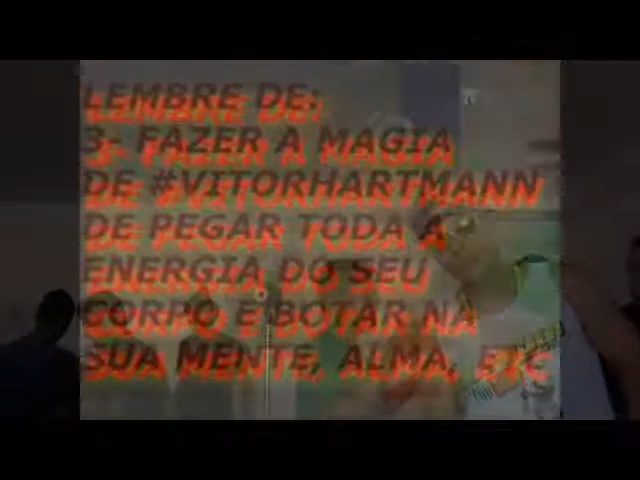 LEMBRE DE:
3- FAZER A MAGIA
DE #VITORHARTMANN
DE PEGAR TODA A
ENERGIA DO SEU
CORPO E BOTAR NA
SUA MENTE, ALMA, ETC